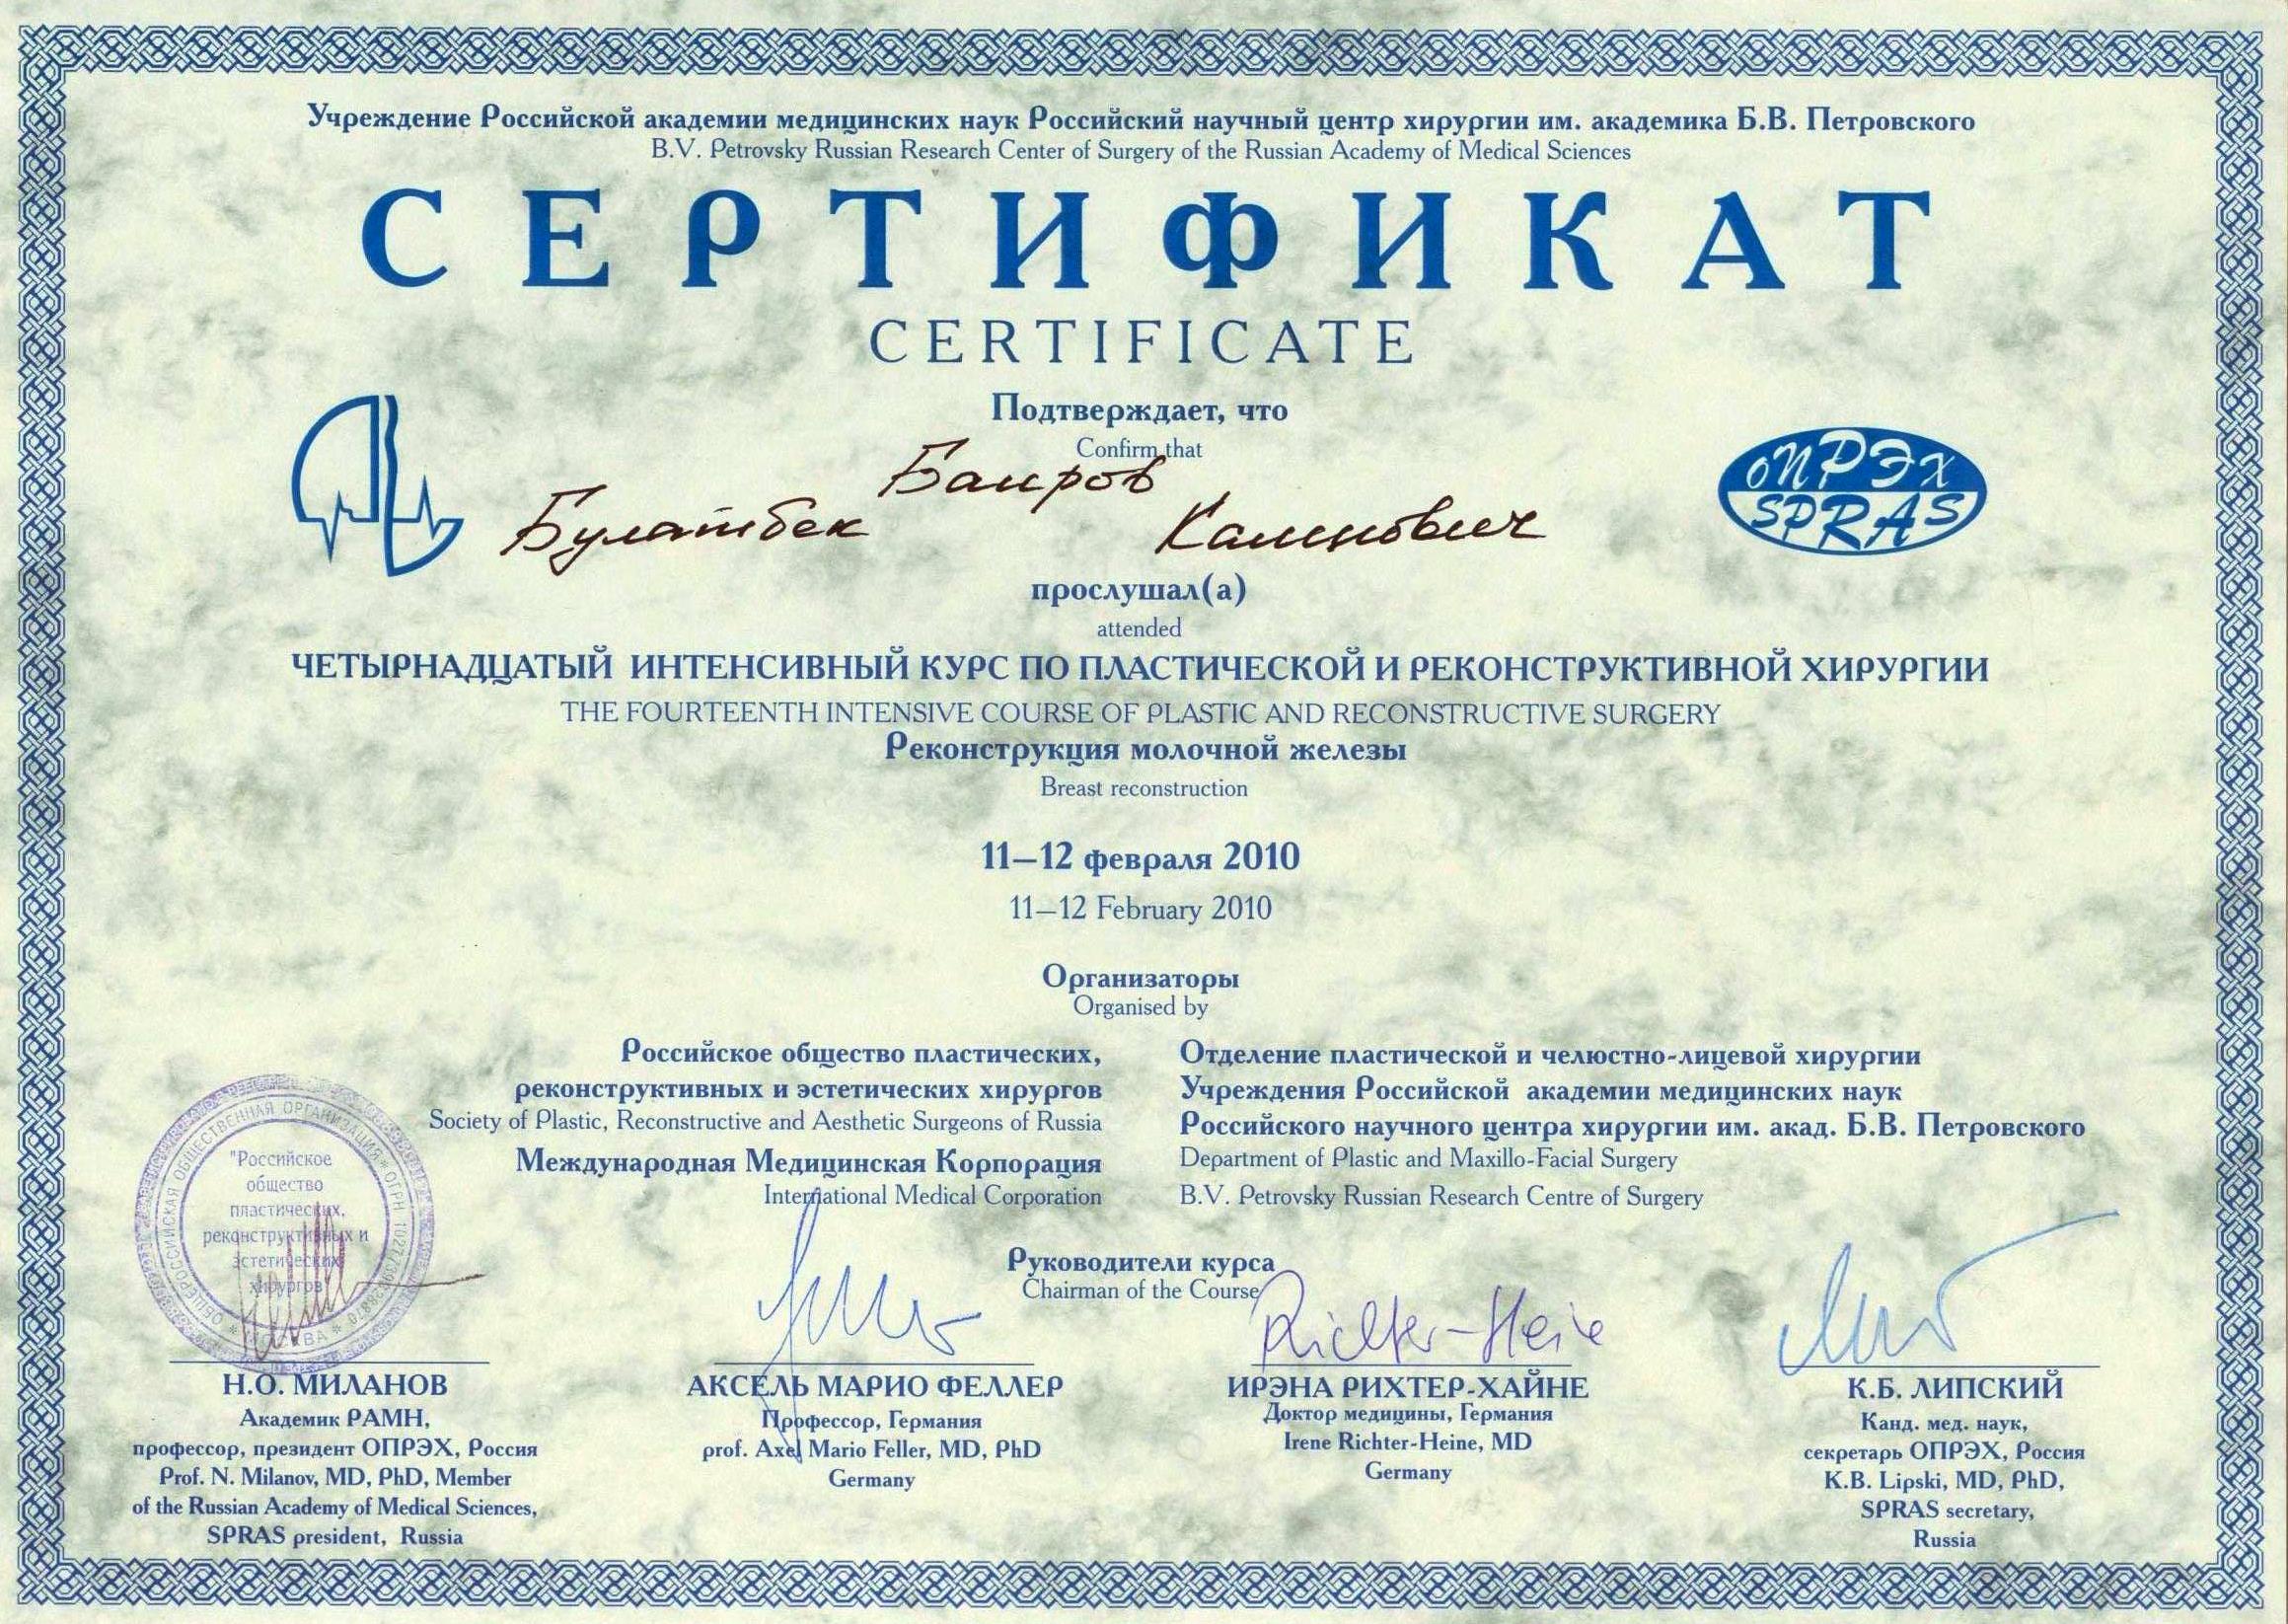 Учреждение Российской академии медицинских наук Российский научный центр хирургии им. академика Б.В. Петровского
B.V. Petrovsky Russian Research Center of Surgery of the Russian Academy of Medical Sciences
СЕРТИФИКАТ
CERTIFICATE
Подтверждает, что
Confirm that
Баиров
Булатбек
ОПРЭХ
SPRAS
прослушал(а)
attended
ЧЕТЫРНАДЦАТЫЙ ИНТЕНСИВНЫЙ КУРС ПО ПЛАСТИЧЕСКОЙ И РЕКОНСТРУКТИВНОЙ ХИРУРГИИ
THE FOURTEENTH INTENSIVE COURSE OF PLASTIC AND RECONSTRUCTIVE SURGERY
Реконструкция молочной железы
Breast reconstruction
11–12 февраля 2010
11–12 February 2010
Организаторы
Organised by
Российское общество пластических,
реконструктивных и эстетических хирургов
Society of Plastic, Reconstructive and Aesthetic Surgeons of Russia
Международная Медицинская Корпорация
International Medical Corporation
Отделение пластической и челюстно-лицевой хирургии
Учреждения Российской академии медицинских наук
Российского научного центра хирургии им. акад. Б.В. Петровского
Department of Plastic and Maxillo-Facial Surgery
B.V. Petrovsky Russian Research Centre of Surgery
ОБЩЕРОССИЙСКАЯ ОБЩЕСТВЕННАЯ ОРГАНИЗАЦИЯ * ОГРН
* МОСКВА *
"Российское
общество
пластических,
реконструктивных и
эстетических
хирургов"
Руководители курса
Chairman of the Course
Richter-Heine
Н.О. МИЛАНОВ
Академик РАМН,
профессор, президент ОПРЭХ, Россия
Prof. N. Milanov, MD, PhD, Member
of the Russian Academy of Medical Sciences,
SPRAS president, Russia
АКСЕЛЬ МАРИО ФЕЛЛЕР
Профессор, Германия
prof. Axel Mario Feller, MD, PhD
Germany
ИРЭНА РИХТЕР-ХАЙНЕ
Доктор медицины, Германия
Irene Richter-Heine, MD
Germany
К.Б. ЛИПСКИЙ
Канд. мед. наук,
секретарь ОПРЭХ, Россия
K.B. Lipski, MD, PhD,
SPRAS secretary,
Russia